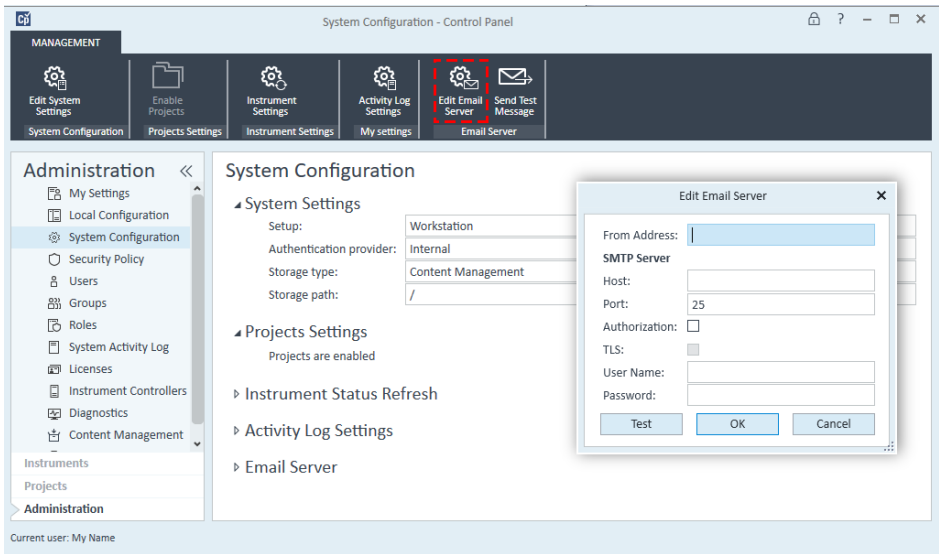 Cp
System Configuration - Control Panel
?
MANAGEMENT
Edit System
Settings
Enable
Projects
Instrument
Settings
Activity Log
Settings
Edit Email
Server
Send Test
Message
System Configuration
Projects Settings
Instrument Settings
My settings
Email Server
Administration
My Settings
Local Configuration
System Configuration
Security Policy
Users
Groups
Roles
System Activity Log
Licenses
Instrument Controllers
Diagnostics
Content Management
Instruments
Projects
Administration
System Configuration
System Settings
Setup: Workstation
Authentication provider: Internal
Storage type: Content Management
Storage path: /
Projects Settings
Projects are enabled
Instrument Status Refresh
Activity Log Settings
Email Server
Edit Email Server
From Address:
SMTP Server
Host:
Port: 25
Authorization:
TLS:
User Name:
Password:
Test OK Cancel
Current user: My Name